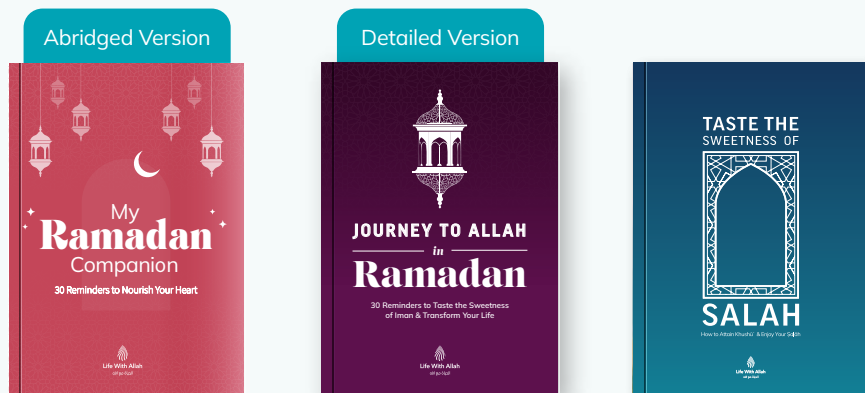 Abridged Version
My
Ramadan
Companion
30 Reminders to Nourish Your Heart
Life With Allah
Detailed Version
JOURNEY TO ALLAH
in
Ramadan
30 Reminders to Taste the Sweetness
of Iman & Transform Your Life
Life With Allah
TASTE THE
SWEETNESS OF
SALAH
How to Attain Khushūʿ & Enjoy Your Ṣalāh
Life With Allah